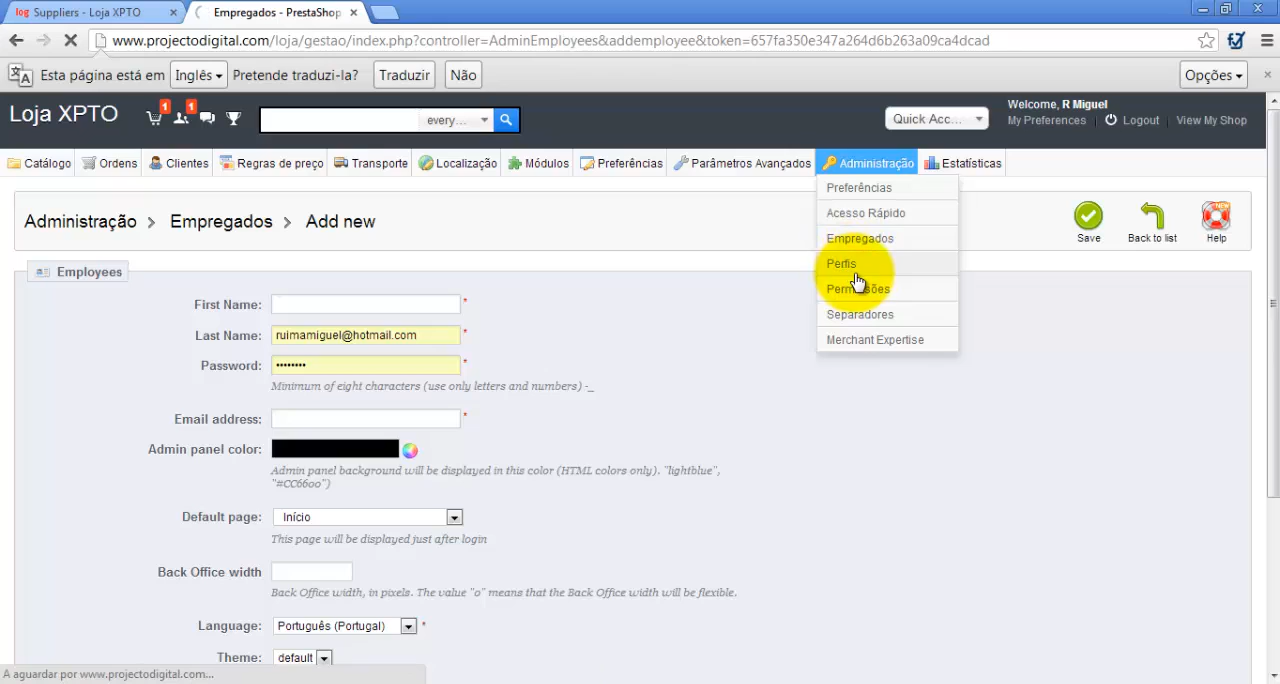 log Suppliers - Loja XPTO
Empregados - PrestaShop
www.projectodigital.com/loja/gestao/index.php?controller=AdminEmployees&addemployee&token=657fa350e347a264d6b263a09ca4dcad
Esta página está em Inglês Pretende traduzi-la? Traduzir Não Opções
Loja XPTO 1 1 every... Quick Acc... Welcome, R Miguel
My Preferences Logout View My Shop
Catálogo Ordens Clientes Regras de preço Transporte Localização Módulos Preferências Parâmetros Avançados Administração Estatísticas
Preferências
Acesso Rápido
Empregados
Perfis
Permissões
Separadores
Merchant Expertise
Administração > Empregados > Add new
Save Back to list NEW Help
Employees
First Name: *
Last Name: ruimamiguel@hotmail.com *
Password: •••••••• *
Minimum of eight characters (use only letters and numbers) -_
Email address: *
Admin panel color:
Admin panel background will be displayed in this color (HTML colors only). "lightblue",
"#CC6600")
Default page: Início
This page will be displayed just after login
Back Office width
Back Office width, in pixels. The value "0" means that the Back Office width will be flexible.
Language: Português (Portugal) *
Theme: default
A aguardar por www.projectodigital.com...